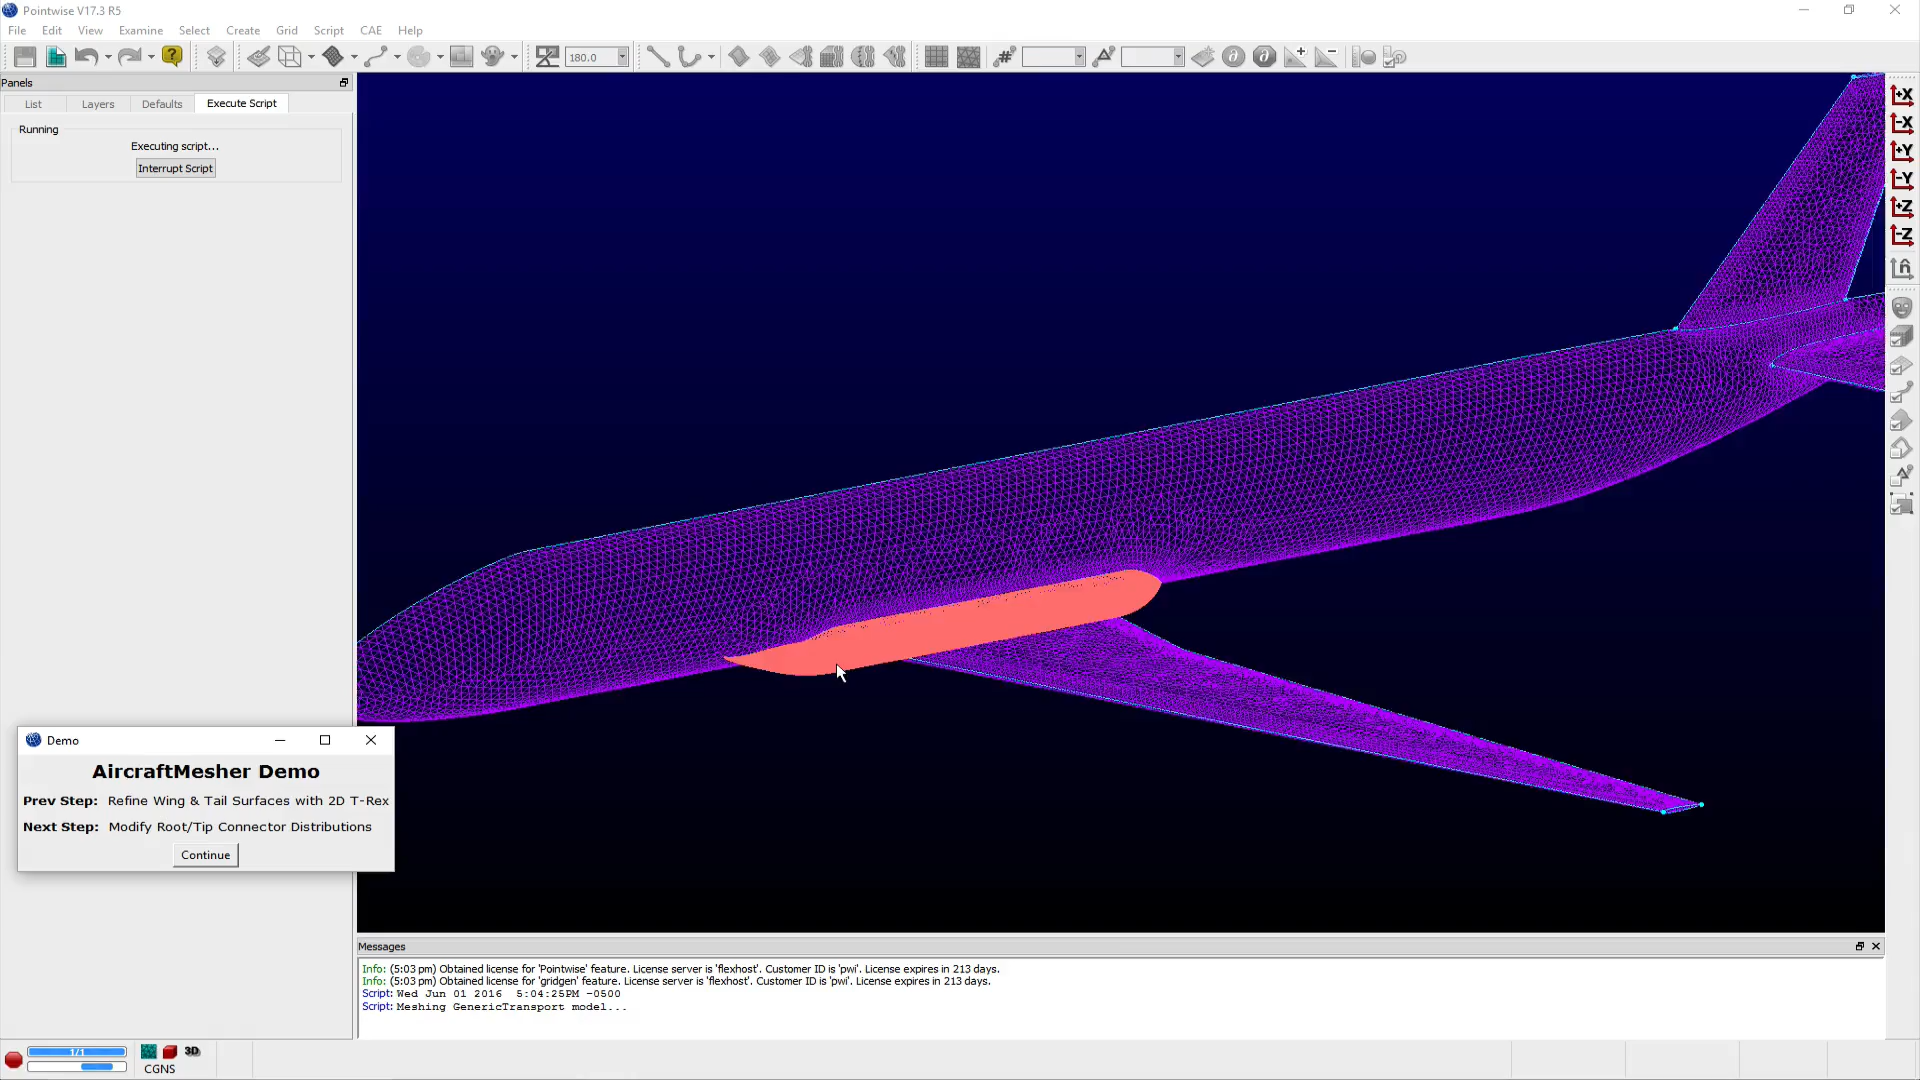 Pointwise V17.3 R5
File Edit View Examine Select Create Grid Script CAE Help
180.0
Panels
List Layers Defaults Execute Script
Running
Executing script...
Interrupt Script
+X
-X
+Y
-Y
+Z
-Z
n̂
Demo
AircraftMesher Demo
Prev Step: Refine Wing & Tail Surfaces with 2D T-Rex
Next Step: Modify Root/Tip Connector Distributions
Continue
Messages
Info: (5:03 pm) Obtained license for 'Pointwise' feature. License server is 'flexhost'. Customer ID is 'pwi'. License expires in 213 days.
Info: (5:03 pm) Obtained license for 'gridgen' feature. License server is 'flexhost'. Customer ID is 'pwi'. License expires in 213 days.
Script: Wed Jun 01 2016 5:04:25PM -0500
Script: Meshing GenericTransport model...
1/1
3D
CGNS